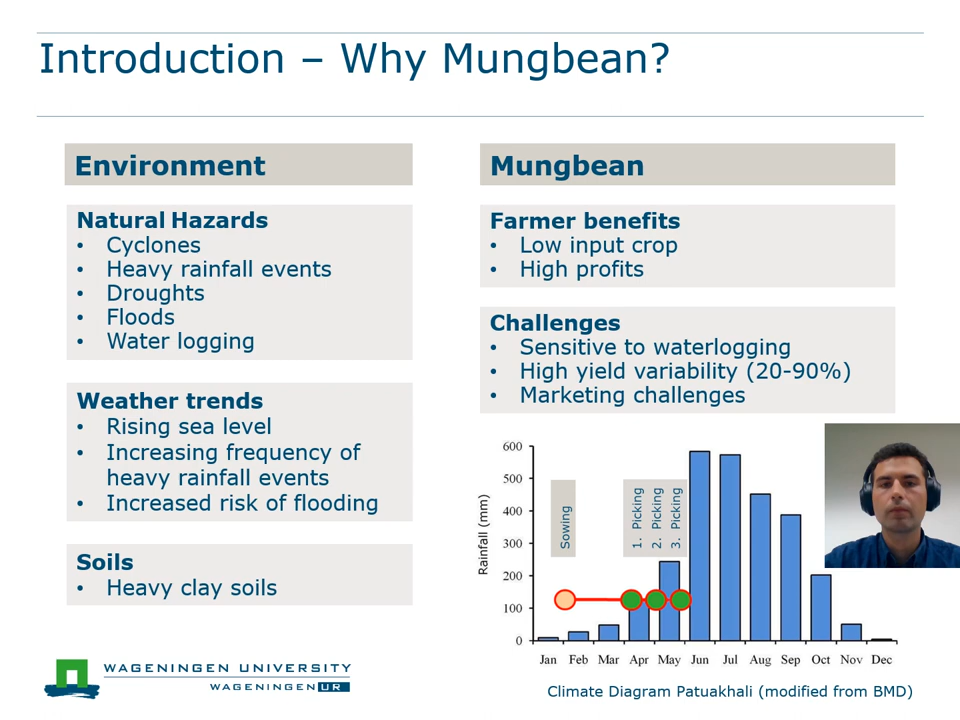 Introduction – Why Mungbean?
Environment
Natural Hazards
• Cyclones
• Heavy rainfall events
• Droughts
• Floods
• Water logging
Weather trends
• Rising sea level
• Increasing frequency of
heavy rainfall events
• Increased risk of flooding
Soils
• Heavy clay soils
Mungbean
Farmer benefits
• Low input crop
• High profits
Challenges
• Sensitive to waterlogging
• High yield variability (20-90%)
• Marketing challenges
Rainfall (mm)
600
500
400
300
200
100
0
Sowing
1. Picking
2. Picking
3. Picking
Jan Feb Mar Apr May Jun Jul Aug Sep Oct Nov Dec
Climate Diagram Patuakhali (modified from BMD)
WAGENINGEN UNIVERSITY
WAGENINGEN UR